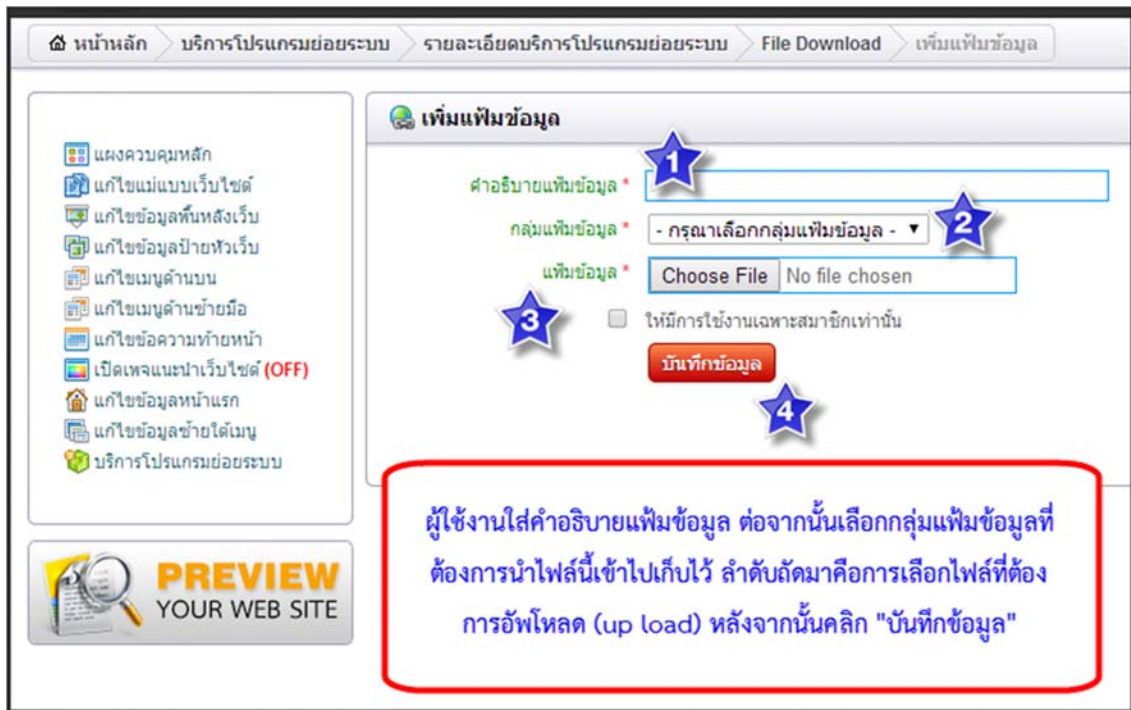 หน้าหลัก บริการโปรแกรมย่อยระบบ รายละเอียดบริการโปรแกรมย่อยระบบ File Download เพิ่มแฟ้มข้อมูล
แผงควบคุมหลัก
แก้ไขแม่แบบเว็บไซต์
แก้ไขข้อมูลพื้นหลังเว็บ
แก้ไขข้อมูลป้ายหัวเว็บ
แก้ไขเมนูด้านบน
แก้ไขเมนูด้านซ้ายมือ
แก้ไขข้อความท้ายหน้า
เปิดเพจแนะนำเว็บไซต์ (OFF)
แก้ไขข้อมูลหน้าแรก
แก้ไขข้อมูลซ้ายใต้เมนู
บริการโปรแกรมย่อยระบบ
PREVIEW
YOUR WEB SITE
เพิ่มแฟ้มข้อมูล
1
คำอธิบายแฟ้มข้อมูล *
กลุ่มแฟ้มข้อมูล * - กรุณาเลือกกลุ่มแฟ้มข้อมูล - 2
แฟ้มข้อมูล * Choose File No file chosen
3 ให้มีการใช้งานเฉพาะสมาชิกเท่านั้น
บันทึกข้อมูล
4
ผู้ใช้งานใส่คำอธิบายแฟ้มข้อมูล ต่อจากนั้นเลือกกลุ่มแฟ้มข้อมูลที่
ต้องการนำไฟล์นี้เข้าไปเก็บไว้ ลำดับถัดมาคือการเลือกไฟล์ที่ต้อง
การอัพโหลด (up load) หลังจากนั้นคลิก "บันทึกข้อมูล"